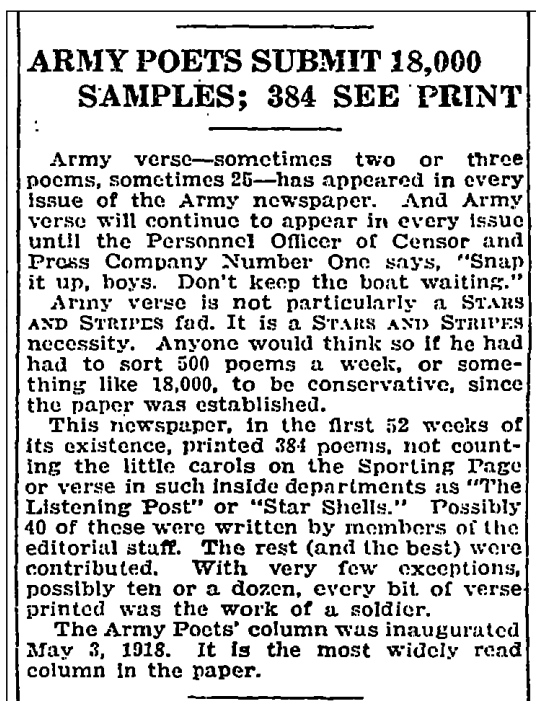 ARMY POETS SUBMIT 18,000
SAMPLES; 384 SEE PRINT
Army verse—sometimes two or three
poems, sometimes 25—has appeared in every
issue of the Army newspaper. And Army
verse will continue to appear in every issue
until the Personnel Officer of Censor and
Press Company Number One says, "Snap
it up, boys. Don't keep the boat waiting."
Army verse is not particularly a STARS
AND STRIPES fad. It is a STARS AND STRIPES
necessity. Anyone would think so if he had
had to sort 500 poems a week, or some-
thing like 18,000, to be conservative, since
the paper was established.
This newspaper, in the first 52 weeks of
its existence, printed 384 poems, not count-
ing the little carols on the Sporting Page
or verse in such inside departments as "The
Listening Post" or "Star Shells." Possibly
40 of these were written by members of the
editorial staff. The rest (and the best) were
contributed. With very few exceptions,
possibly ten or a dozen, every bit of verse
printed was the work of a soldier.
The Army Poets' column was inaugurated
May 3, 1918. It is the most widely read
column in the paper.